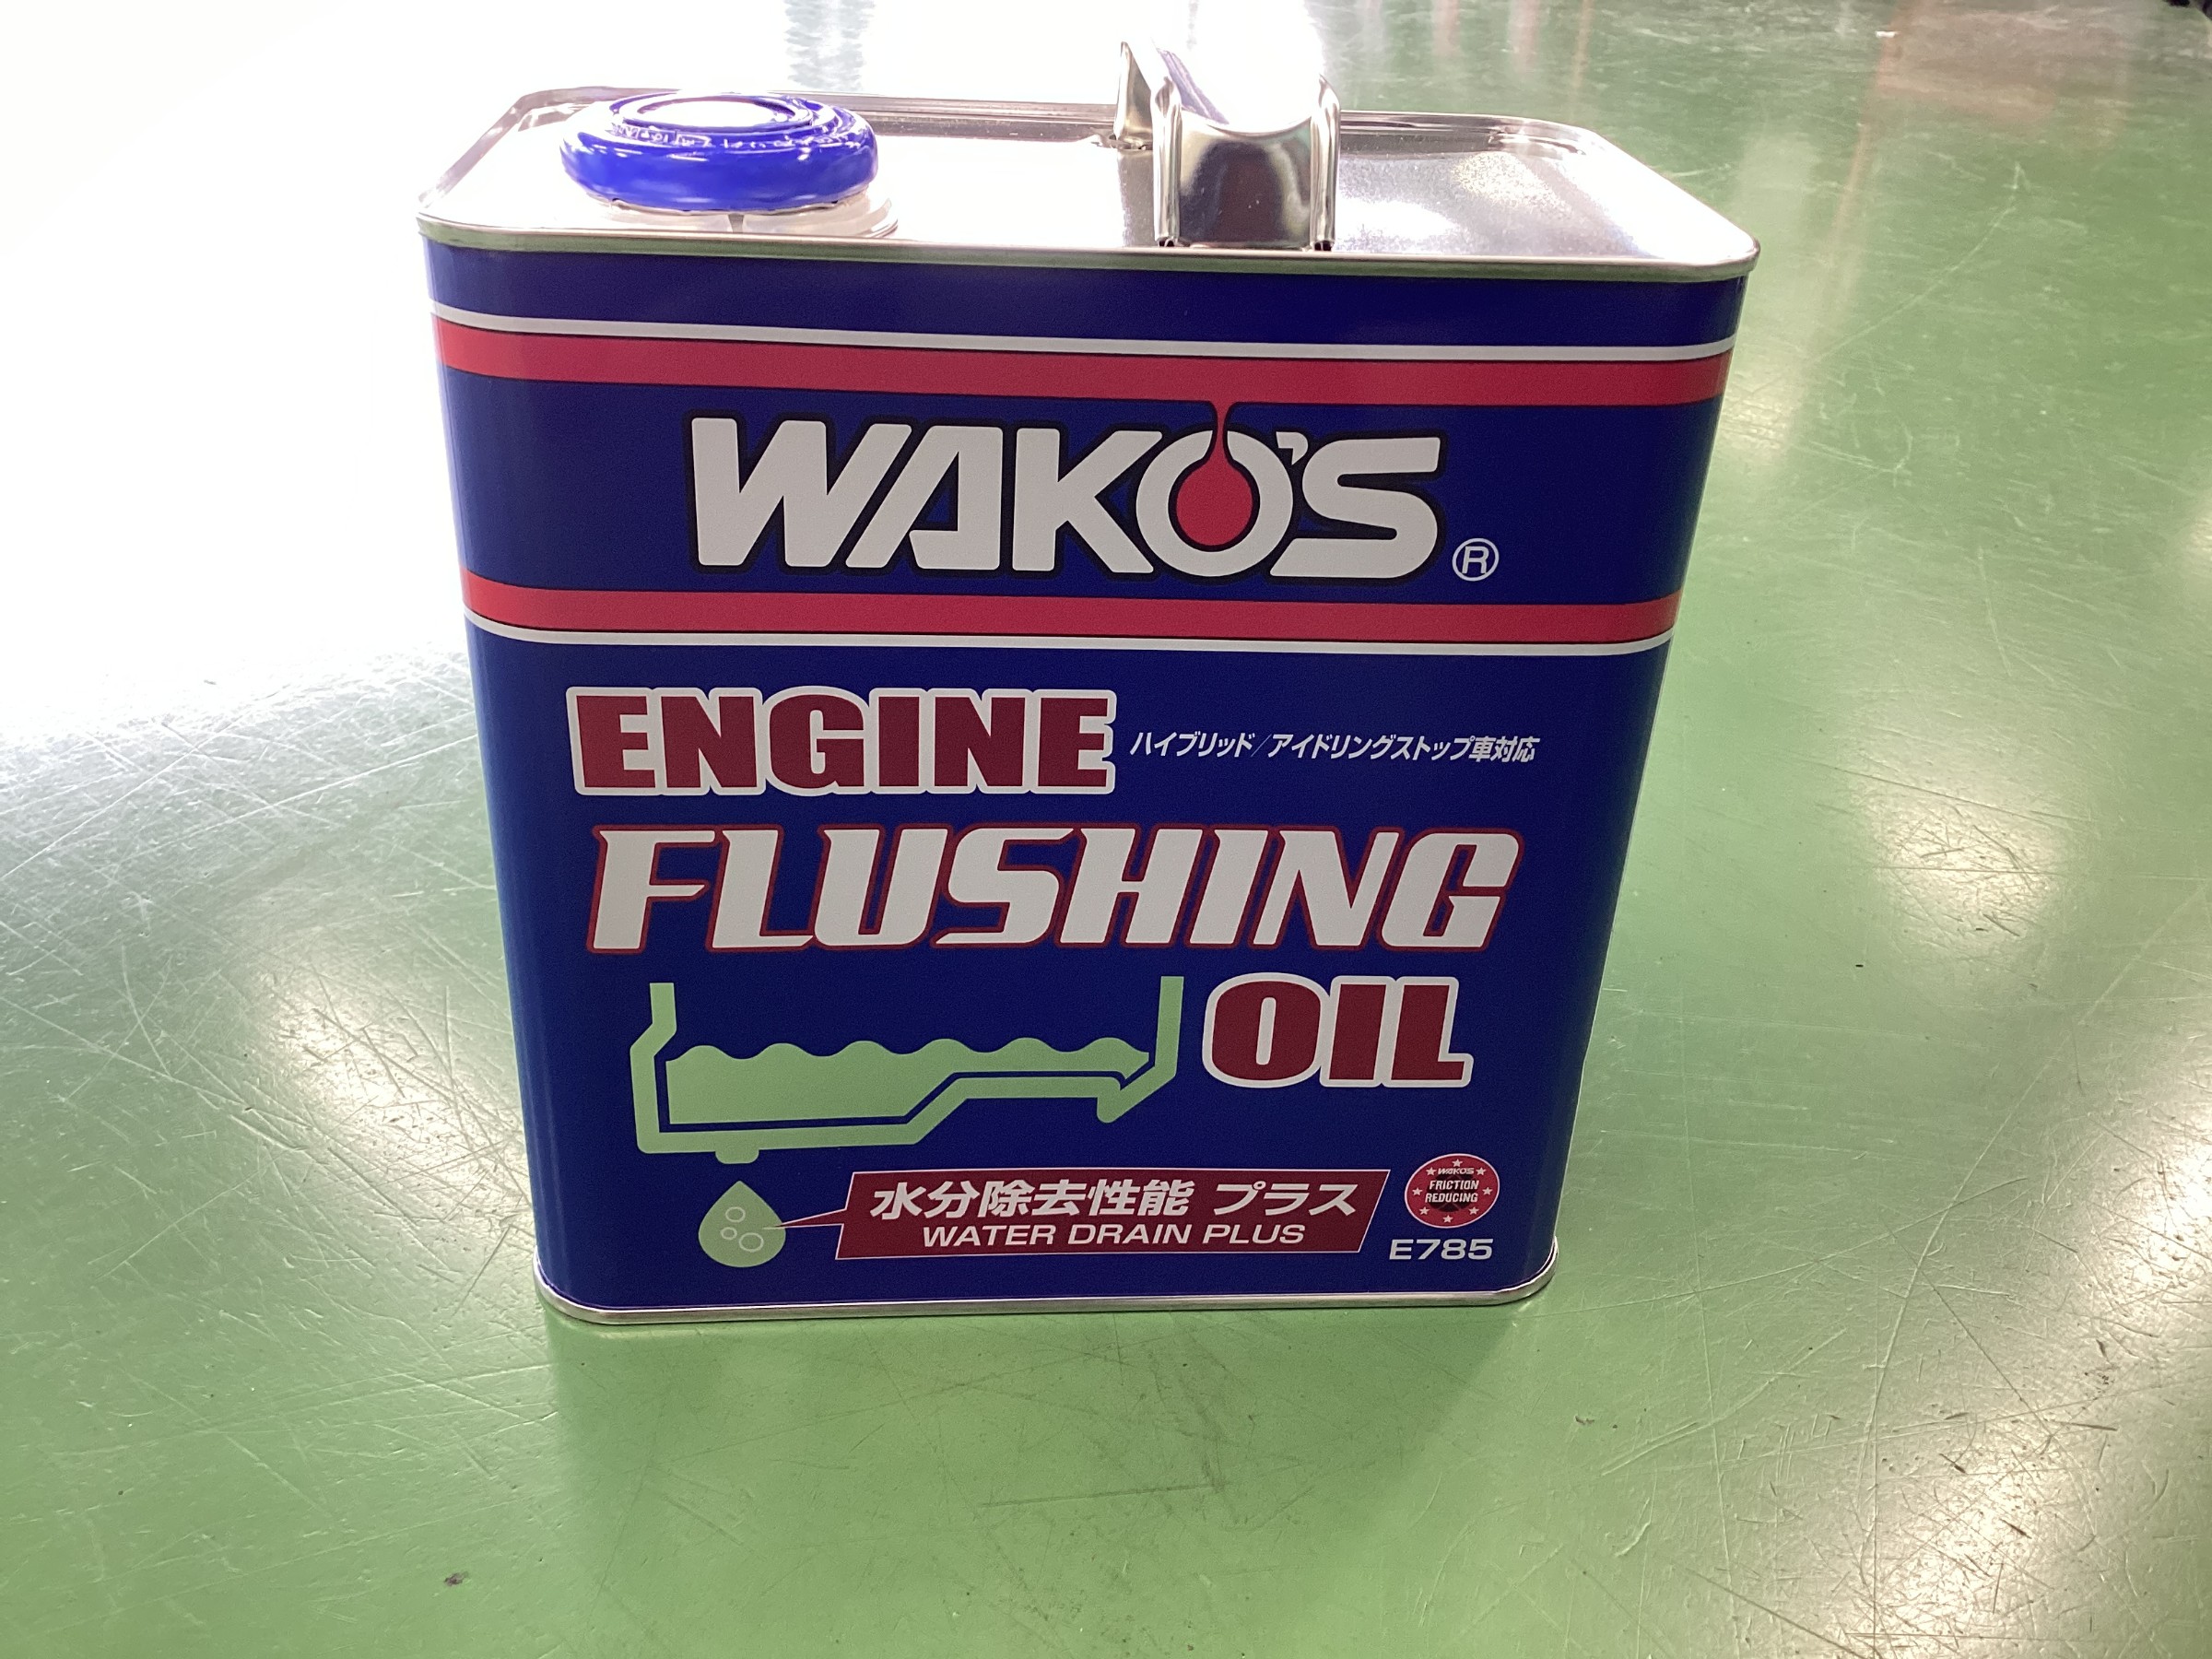 WAKO'S®
ENGINE ハイブリッド/アイドリングストップ車対応
FLUSHING
OIL
水分除去性能 プラス
WATER DRAIN PLUS
WAKO'S
FRICTION
REDUCING
E785